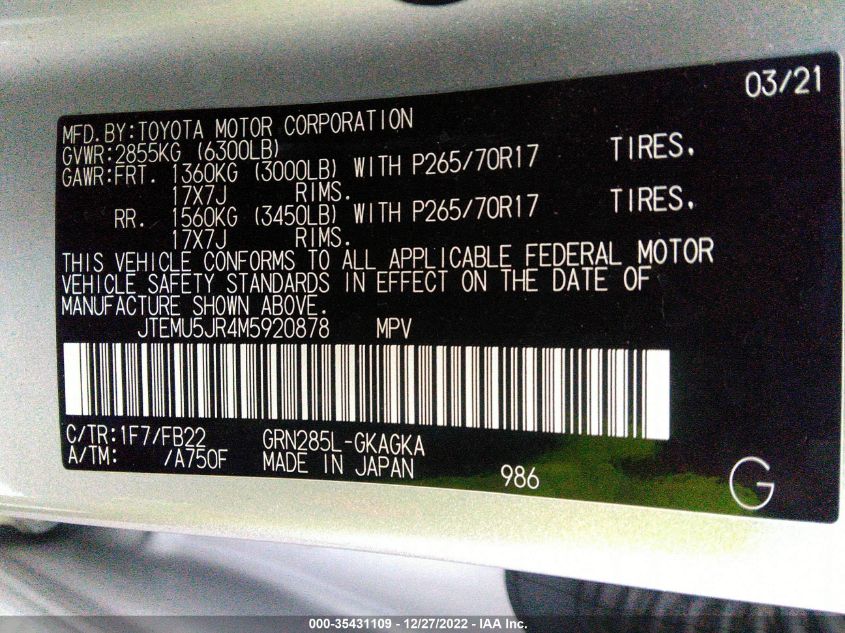 03/21
MFD.BY:TOYOTA MOTOR CORPORATION
GVWR:2855KG (6300LB)
GAWR:FRT. 1360KG (3000LB) WITH P265/70R17 TIRES.
17X7J RIMS.
RR. 1560KG (3450LB) WITH P265/70R17 TIRES.
17X7J RIMS.
THIS VEHICLE CONFORMS TO ALL APPLICABLE FEDERAL MOTOR
VEHICLE SAFETY STANDARDS IN EFFECT ON THE DATE OF
MANUFACTURE SHOWN ABOVE.
JTEMU5JR4M5920878 MPV
C/TR:1F7/FB22 GRN285L-GKAGKA
A/TM: /A750F MADE IN JAPAN 986 G
000-35431109 - 12/27/2022 - IAA Inc.